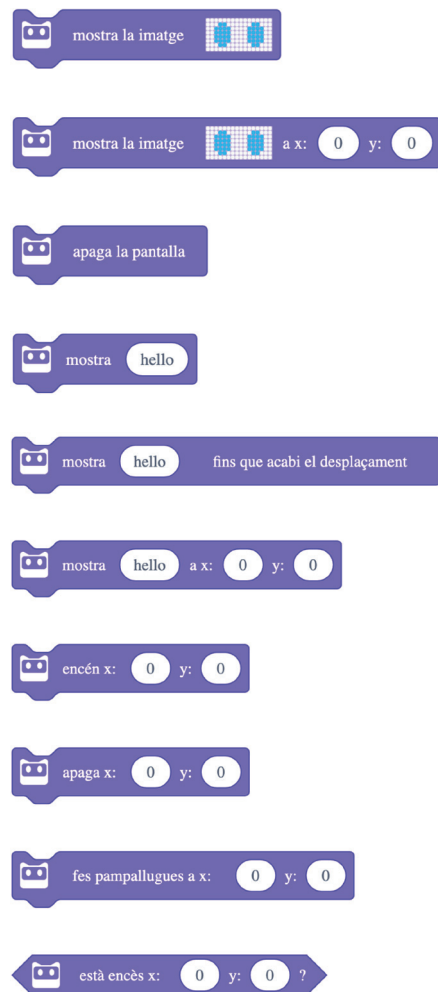 mostra la imatge
mostra la imatge a x: 0 y: 0
apaga la pantalla
mostra hello
mostra hello fins que acabi el desplaçament
mostra hello a x: 0 y: 0
encén x: 0 y: 0
apaga x: 0 y: 0
fes pampallugues a x: 0 y: 0
està encès x: 0 y: 0 ?